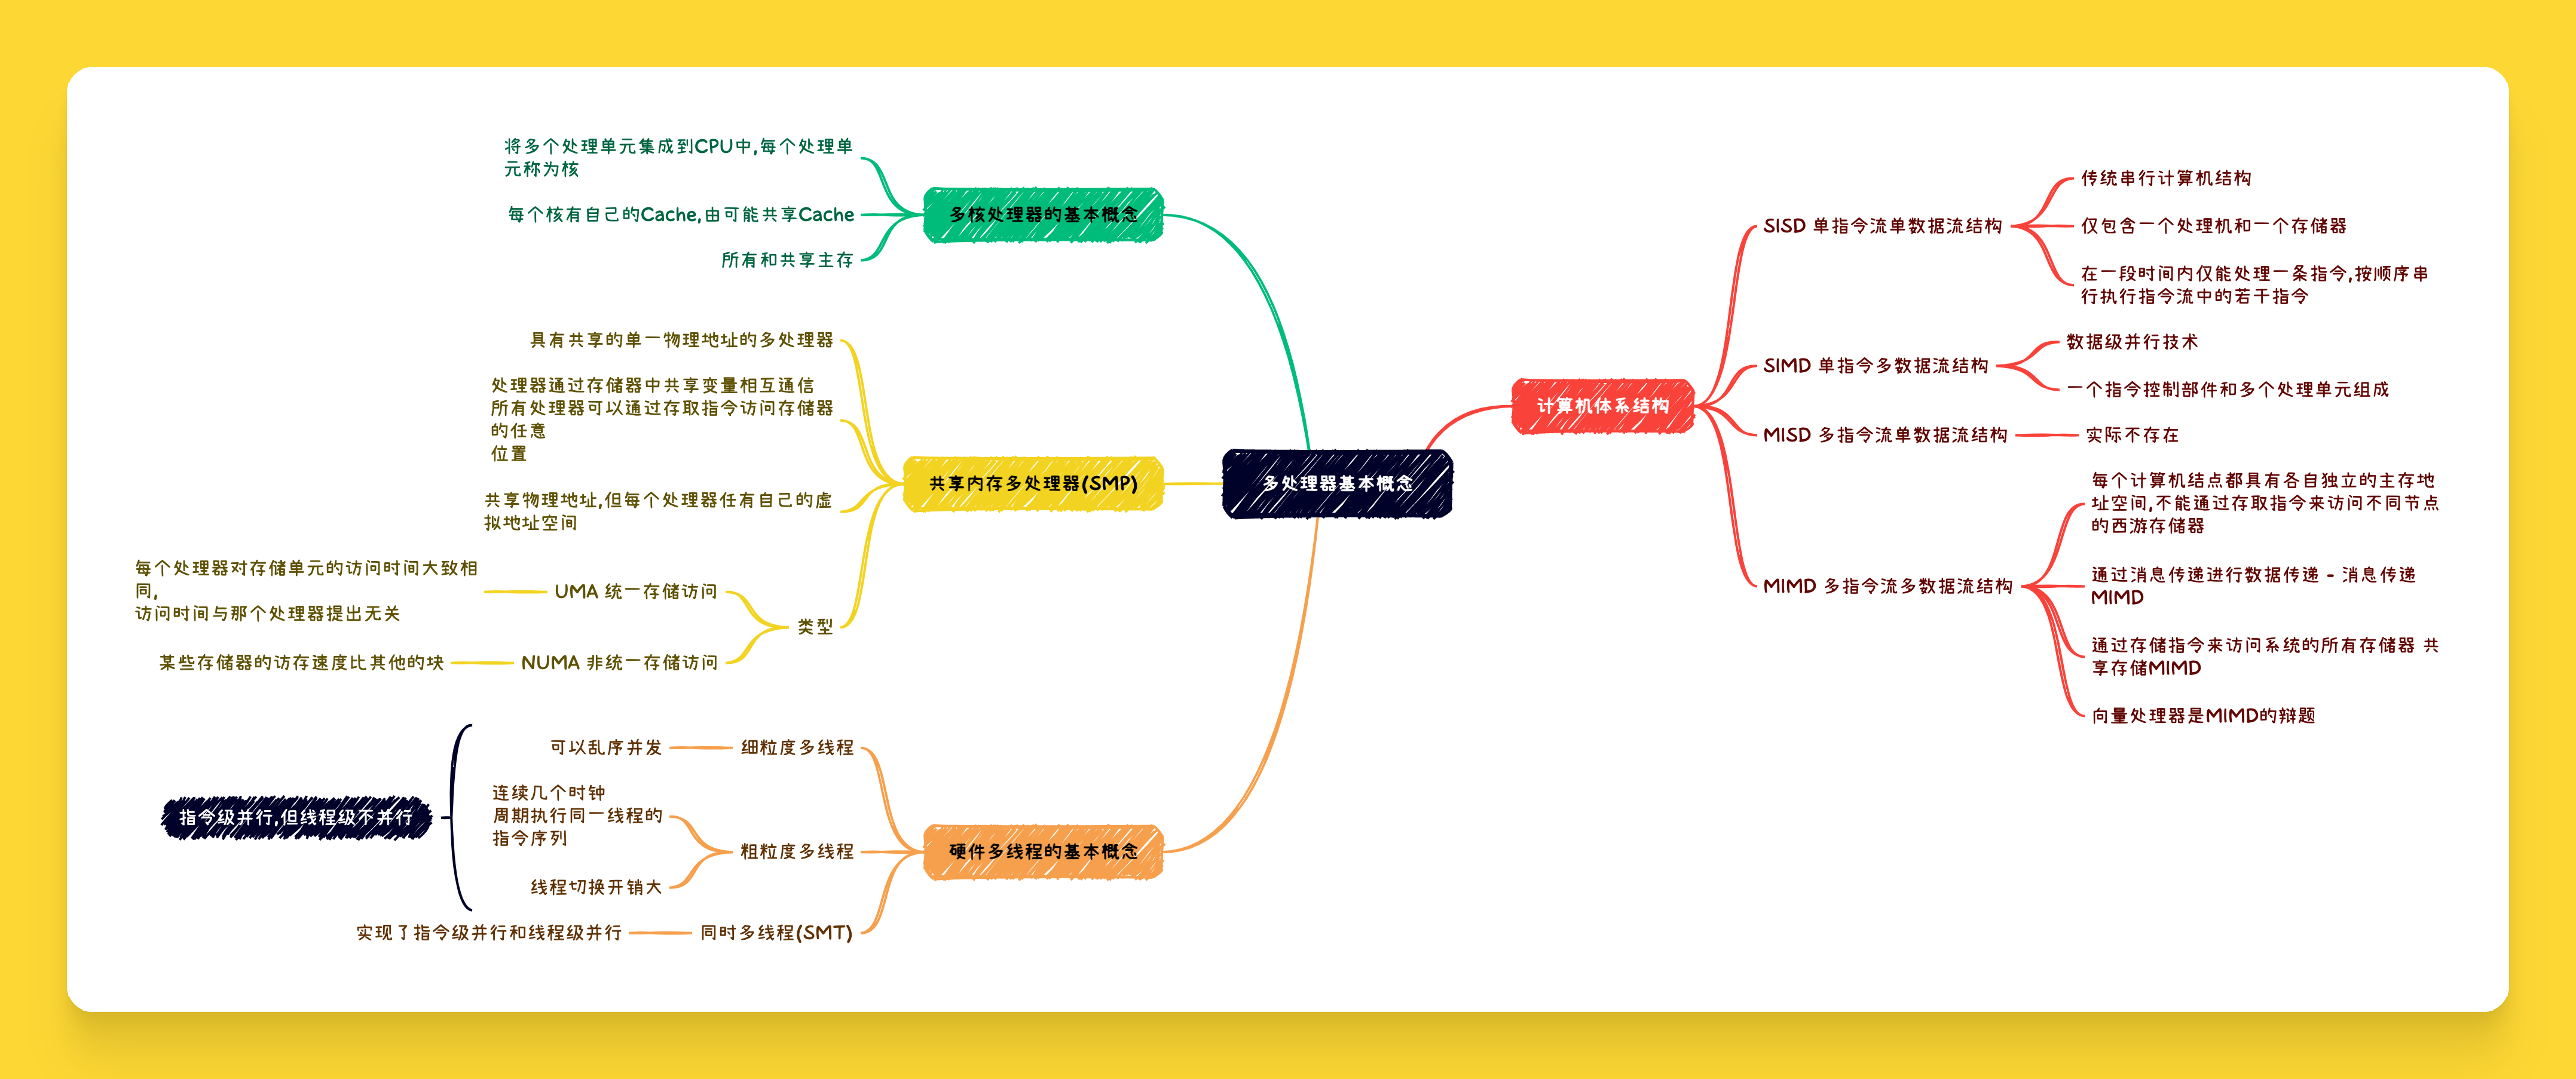 多处理器基本概念
计算机体系结构
SISD 单指令流单数据流结构
传统串行计算机结构
仅包含一个处理机和一个存储器
在一段时间内仅能处理一条指令,按顺序串
行执行指令流中的若干指令
SIMD 单指令多数据流结构
数据级并行技术
一个指令控制部件和多个处理单元组成
MISD 多指令流单数据流结构
实际不存在
MIMD 多指令流多数据流结构
每个计算机结点都具有各自独立的主存地
址空间,不能通过存取指令来访问不同节点
的西游存储器
通过消息传递进行数据传递 - 消息传递
MIMD
通过存储指令来访问系统的所有存储器 共
享存储MIMD
向量处理器是MIMD的辩题
多核处理器的基本概念
将多个处理单元集成到CPU中,每个处理单
元称为核
每个核有自己的Cache,由可能共享Cache
所有和共享主存
共享内存多处理器(SMP)
具有共享的单一物理地址的多处理器
处理器通过存储器中共享变量相互通信
所有处理器可以通过存取指令访问存储器
的任意
位置
共享物理地址,但每个处理器任有自己的虚
拟地址空间
类型
UMA 统一存储访问
每个处理器对存储单元的访问时间大致相
同,
访问时间与那个处理器提出无关
NUMA 非统一存储访问
某些存储器的访存速度比其他的块
硬件多线程的基本概念
细粒度多线程
可以乱序并发
粗粒度多线程
连续几个时钟
周期执行同一线程的
指令序列
线程切换开销大
同时多线程(SMT)
实现了指令级并行和线程级并行
指令级并行,但线程级不并行